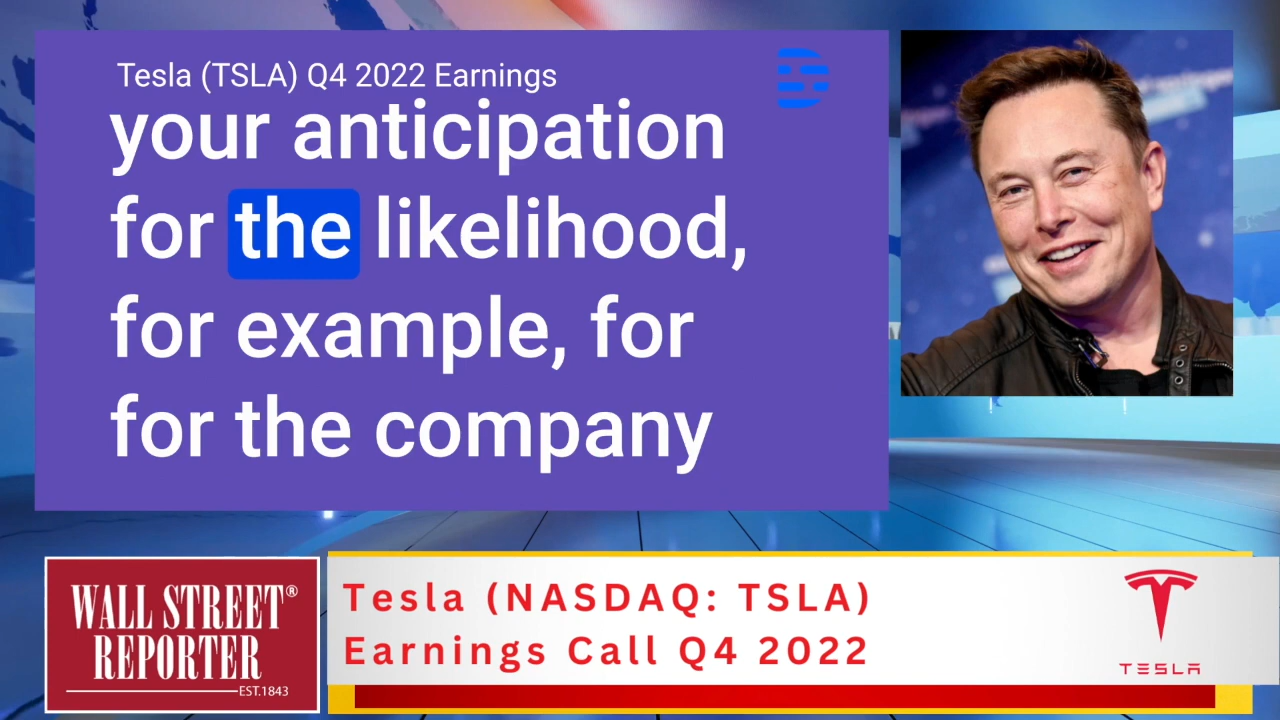 Tesla (TSLA) Q4 2022 Earnings
your anticipation
for the likelihood,
for example, for
for the company
WALL STREET®
REPORTER
EST.1843
Tesla (NASDAQ: TSLA)
Earnings Call Q4 2022
TESLA